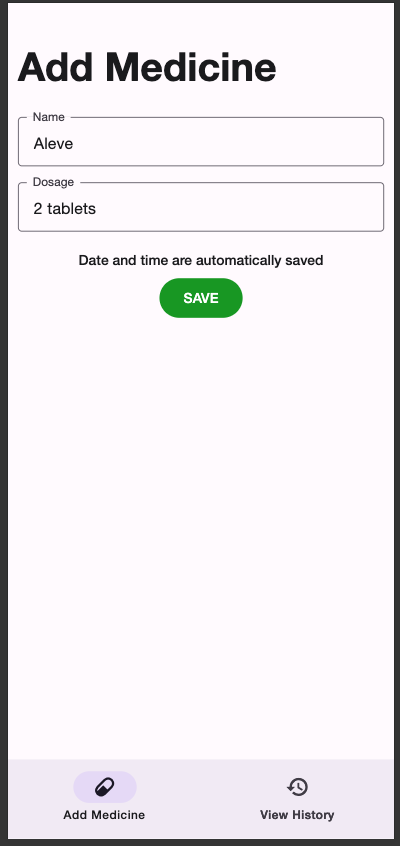 Add Medicine
Name
Aleve
Dosage
2 tablets
Date and time are automatically saved
SAVE
Add Medicine
View History